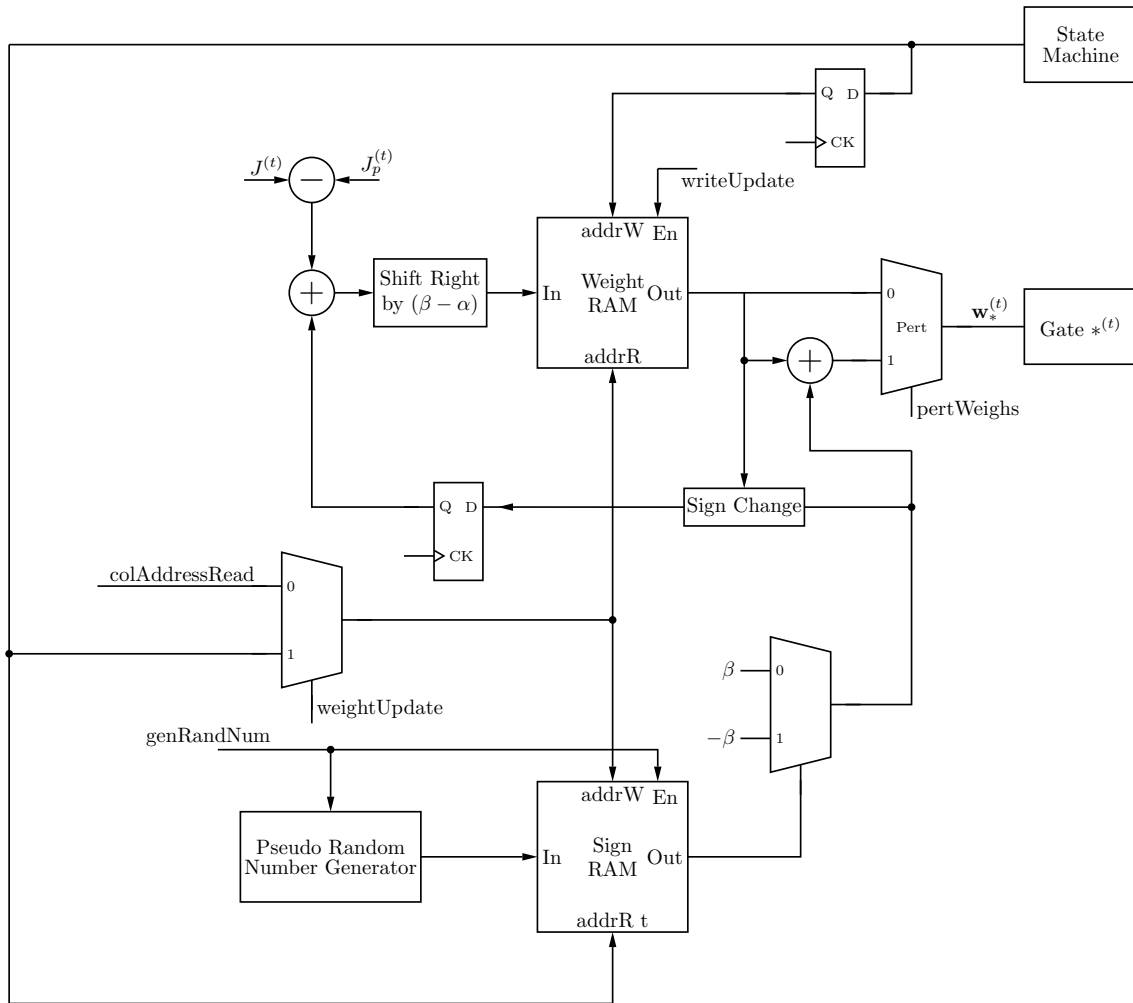 State
Machine
Q D
CK
J^{(t)}
J_p^{(t)}
−
writeUpdate
addrW En
Shift Right
by (β − α)
+
In
Weight
RAM
Out
addrR
0
Pert
1
w_*^{(t)}
Gate *^{(t)}
+
pertWeighs
Q D
CK
Sign Change
colAddressRead
0
1
weightUpdate
β
0
−β
1
genRandNum
addrW En
Pseudo Random
Number Generator
In
Sign
RAM
Out
addrR t